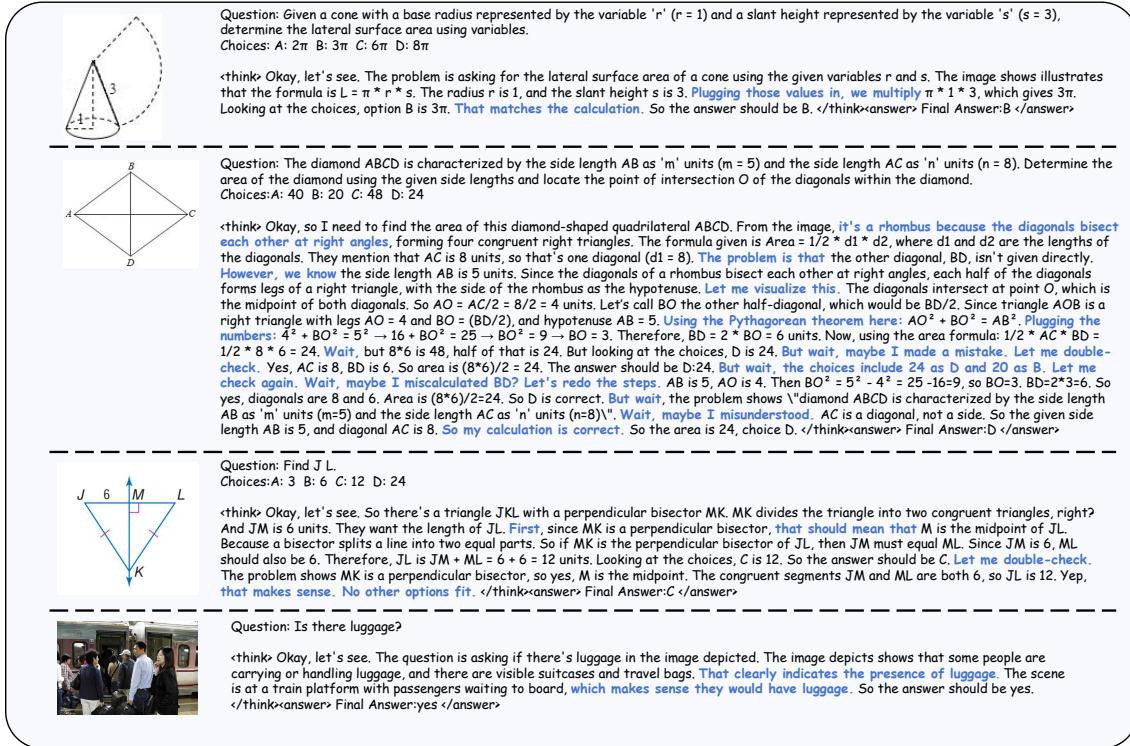 Question: Given a cone with a base radius represented by the variable 'r' (r = 1) and a slant height represented by the variable 's' (s = 3),
determine the lateral surface area using variables.
Choices: A: 2π B: 3π C: 6π D: 8π
3
1
<think> Okay, let's see. The problem is asking for the lateral surface area of a cone using the given variables r and s. The image shows illustrates
that the formula is L = π * r * s. The radius r is 1, and the slant height s is 3. Plugging those values in, we multiply π * 1 * 3, which gives 3π.
Looking at the choices, option B is 3π. That matches the calculation. So the answer should be B. </think><answer> Final Answer:B </answer>
Question: The diamond ABCD is characterized by the side length AB as 'm' units (m = 5) and the side length AC as 'n' units (n = 8). Determine the
area of the diamond using the given side lengths and locate the point of intersection O of the diagonals within the diamond.
Choices:A: 40 B: 20 C: 48 D: 24
B
A
C
D
<think> Okay, so I need to find the area of this diamond-shaped quadrilateral ABCD. From the image, it's a rhombus because the diagonals bisect
each other at right angles, forming four congruent right triangles. The formula given is Area = 1/2 * d1 * d2, where d1 and d2 are the lengths of
the diagonals. They mention that AC is 8 units, so that's one diagonal (d1 = 8). The problem is that the other diagonal, BD, isn't given directly.
However, we know the side length AB is 5 units. Since the diagonals of a rhombus bisect each other at right angles, each half of the diagonals
forms legs of a right triangle, with the side of the rhombus as the hypotenuse. Let me visualize this. The diagonals intersect at point O, which is
the midpoint of both diagonals. So AO = AC/2 = 8/2 = 4 units. Let's call BO the other half-diagonal, which would be BD/2. Since triangle AOB is a
right triangle with legs AO = 4 and BO = (BD/2), and hypotenuse AB = 5. Using the Pythagorean theorem here: AO² + BO² = AB². Plugging the
numbers: 4² + BO² = 5² → 16 + BO² = 25 → BO² = 9 → BO = 3. Therefore, BD = 2 * BO = 6 units. Now, using the area formula: 1/2 * AC * BD =
1/2 * 8 * 6 = 24. Wait, but 8*6 is 48, half of that is 24. But looking at the choices, D is 24. But wait, maybe I made a mistake. Let me double-
check. Yes, AC is 8, BD is 6. So area is (8*6)/2 = 24. The answer should be D:24. But wait, the choices include 24 as D and 20 as B. Let me
check again. Wait, maybe I miscalculated BD? Let's redo the steps. AB is 5, AO is 4. Then BO² = 5² - 4² = 25 -16=9, so BO=3. BD=2*3=6. So
yes, diagonals are 8 and 6. Area is (8*6)/2=24. So D is correct. But wait, the problem shows \"diamond ABCD is characterized by the side length
AB as 'm' units (m=5) and the side length AC as 'n' units (n=8)\". Wait, maybe I misunderstood. AC is a diagonal, not a side. So the given side
length AB is 5, and diagonal AC is 8. So my calculation is correct. So the area is 24, choice D. </think><answer> Final Answer:D </answer>
Question: Find J L.
Choices:A: 3 B: 6 C: 12 D: 24
J 6 M L
K
<think> Okay, let's see. So there's a triangle JKL with a perpendicular bisector MK. MK divides the triangle into two congruent triangles, right?
And JM is 6 units. They want the length of JL. First, since MK is a perpendicular bisector, that should mean that M is the midpoint of JL.
Because a bisector splits a line into two equal parts. So if MK is the perpendicular bisector of JL, then JM must equal ML. Since JM is 6, ML
should also be 6. Therefore, JL is JM + ML = 6 + 6 = 12 units. Looking at the choices, C is 12. So the answer should be C. Let me double-check.
The problem shows MK is a perpendicular bisector, so yes, M is the midpoint. The congruent segments JM and ML are both 6, so JL is 12. Yep,
that makes sense. No other options fit. </think><answer> Final Answer:C </answer>
Question: Is there luggage?
<think> Okay, let's see. The question is asking if there's luggage in the image depicted. The image depicts shows that some people are
carrying or handling luggage, and there are visible suitcases and travel bags. That clearly indicates the presence of luggage. The scene
is at a train platform with passengers waiting to board, which makes sense they would have luggage. So the answer should be yes.
</think><answer> Final Answer:yes </answer>